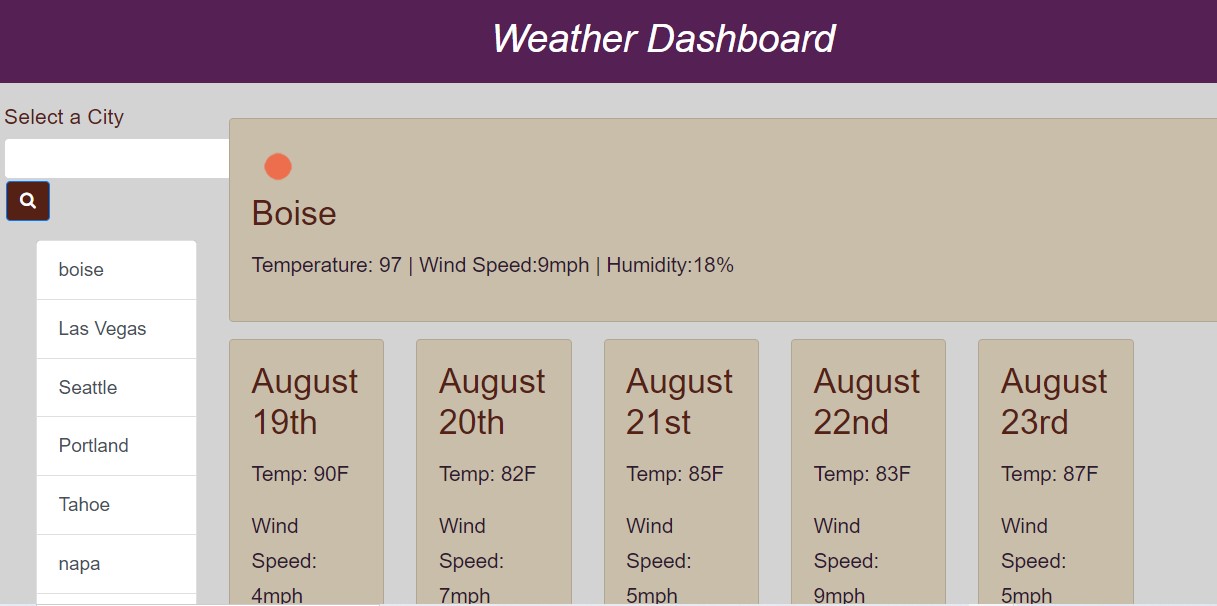 Weather Dashboard
Select a City
boise
Las Vegas
Seattle
Portland
Tahoe
napa
Boise
Temperature: 97 | Wind Speed:9mph | Humidity:18%
August
19th
Temp: 90F
Wind
Speed:
4mph
August
20th
Temp: 82F
Wind
Speed:
7mph
August
21st
Temp: 85F
Wind
Speed:
5mph
August
22nd
Temp: 83F
Wind
Speed:
9mph
August
23rd
Temp: 87F
Wind
Speed:
5mph